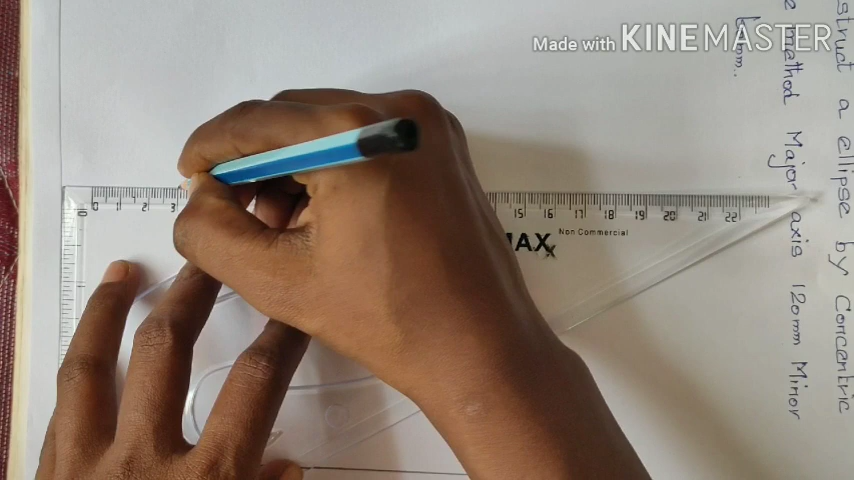 Made with KINEMASTER
struct a ellipse by Concentric
e method Major axis 120mm Minor
0 1 2 3 15 16 17 18 19 20 21 22
Non Commercial
10